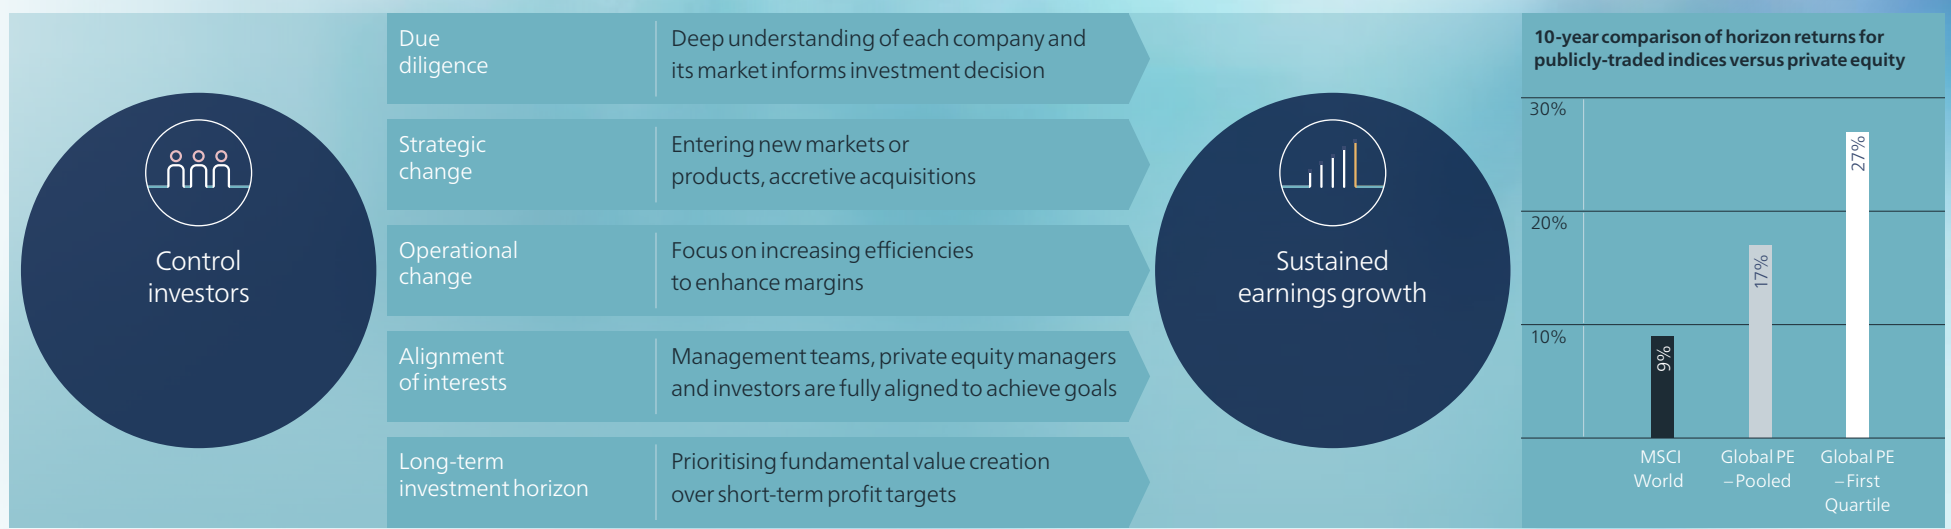 Control
investors
Due
diligence
Deep understanding of each company and
its market informs investment decision
Strategic
change
Entering new markets or
products, accretive acquisitions
Operational
change
Focus on increasing efficiencies
to enhance margins
Alignment
of interests
Management teams, private equity managers
and investors are fully aligned to achieve goals
Long-term
investment horizon
Prioritising fundamental value creation
over short-term profit targets
Sustained
earnings growth
10-year comparison of horizon returns for
publicly-traded indices versus private equity
30%
20%
10%
9%
17%
27%
MSCI
World
Global PE
– Pooled
Global PE
– First
Quartile